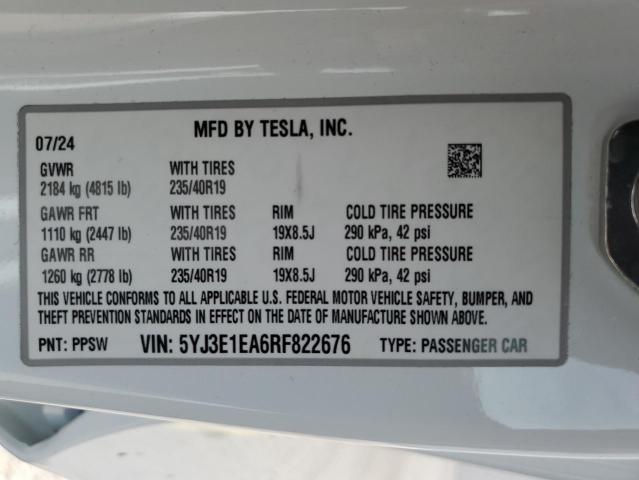 MFD BY TESLA, INC.
07/24
GVWR WITH TIRES
2184 kg (4815 lb) 235/40R19
GAWR FRT WITH TIRES RIM COLD TIRE PRESSURE
1110 kg (2447 lb) 235/40R19 19X8.5J 290 kPa, 42 psi
GAWR RR WITH TIRES RIM COLD TIRE PRESSURE
1260 kg (2778 lb) 235/40R19 19X8.5J 290 kPa, 42 psi
THIS VEHICLE CONFORMS TO ALL APPLICABLE U.S. FEDERAL MOTOR VEHICLE SAFETY, BUMPER, AND
THEFT PREVENTION STANDARDS IN EFFECT ON THE DATE OF MANUFACTURE SHOWN ABOVE.
PNT: PPSW VIN: 5YJ3E1EA6RF822676 TYPE: PASSENGER CAR